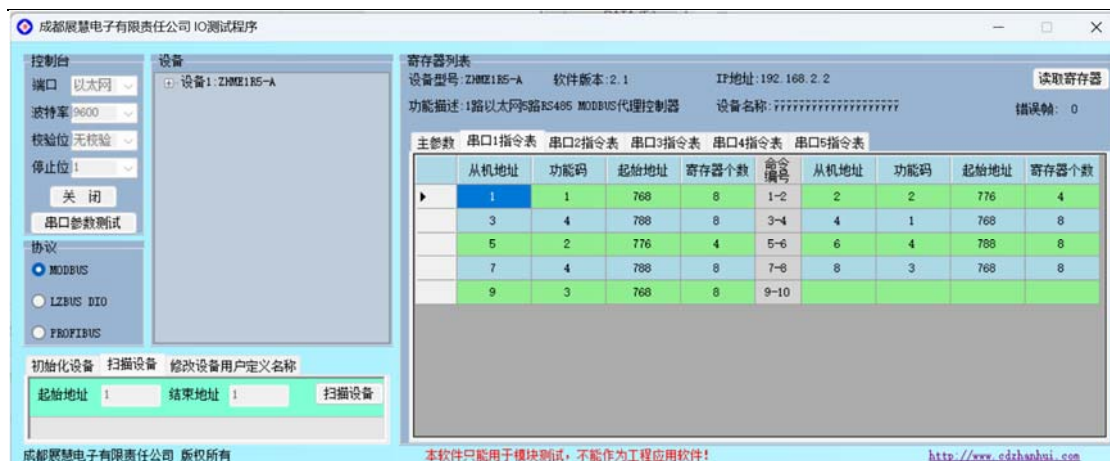 成都展慧电子有限责任公司 IO测试程序
控制台
端口 以太网
波特率 9600
校验位 无校验
停止位 1
关 闭
串口参数测试
协议
MODBUS
LZBUS DIO
PROFIBUS
设备
设备1:ZHME1R5-A
初始化设备 扫描设备 修改设备用户定义名称
起始地址 1 结束地址 1 扫描设备
寄存器列表
设备型号:ZHME1R5-A 软件版本:2.1 IP地址:192.168.2.2 读取寄存器
功能描述:1路以太网5路RS485 MODBUS代理控制器 设备名称:???????????????????? 错误帧: 0
主参数 串口1指令表 串口2指令表 串口3指令表 串口4指令表 串口5指令表
从机地址 功能码 起始地址 寄存器个数 命令编号 从机地址 功能码 起始地址 寄存器个数
1 1 768 8 1-2 2 2 776 4
3 4 788 8 3-4 4 1 768 8
5 2 776 4 5-6 6 4 788 8
7 4 788 8 7-8 8 3 768 8
9 3 768 8 9-10
成都展慧电子有限责任公司 版权所有 本软件只能用于模块测试,不能作为工程应用软件! http://www.cdzhanhui.com